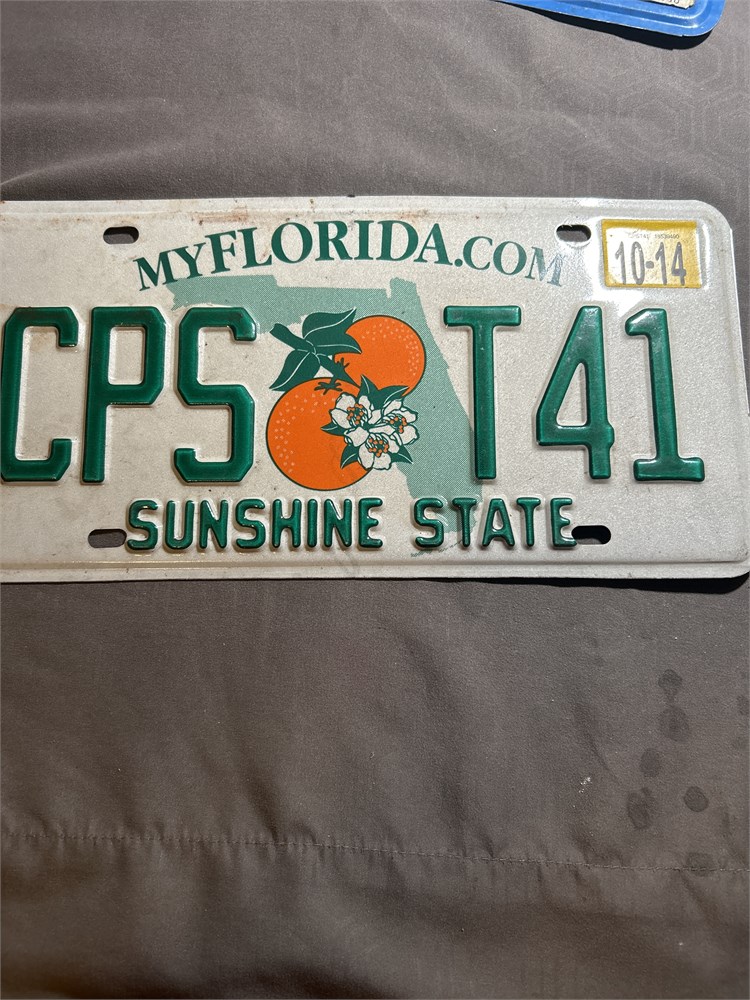 MYFLORIDA.COM
10-14
CPS T41
SUNSHINE STATE